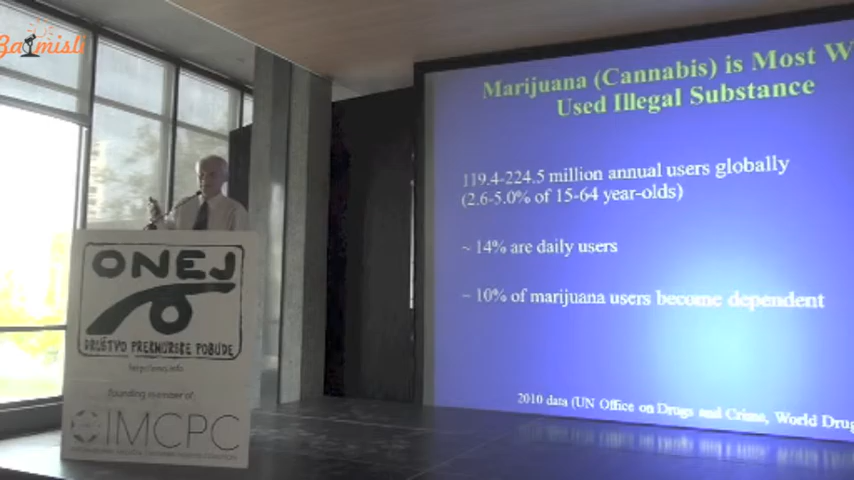 Zaimisli
Marijuana (Cannabis) is Most W
Used Illegal Substance
119.4-224.5 million annual users globally
(2.6-5.0% of 15-64 year-olds)
~ 14% are daily users
~ 10% of marijuana users become dependent
2010 data (UN Office on Drugs and Crime, World Drug
ONEJ
DRUŠTVO PREKMURSKE POBUDE
http://onej.info
founding member of
IMCPC